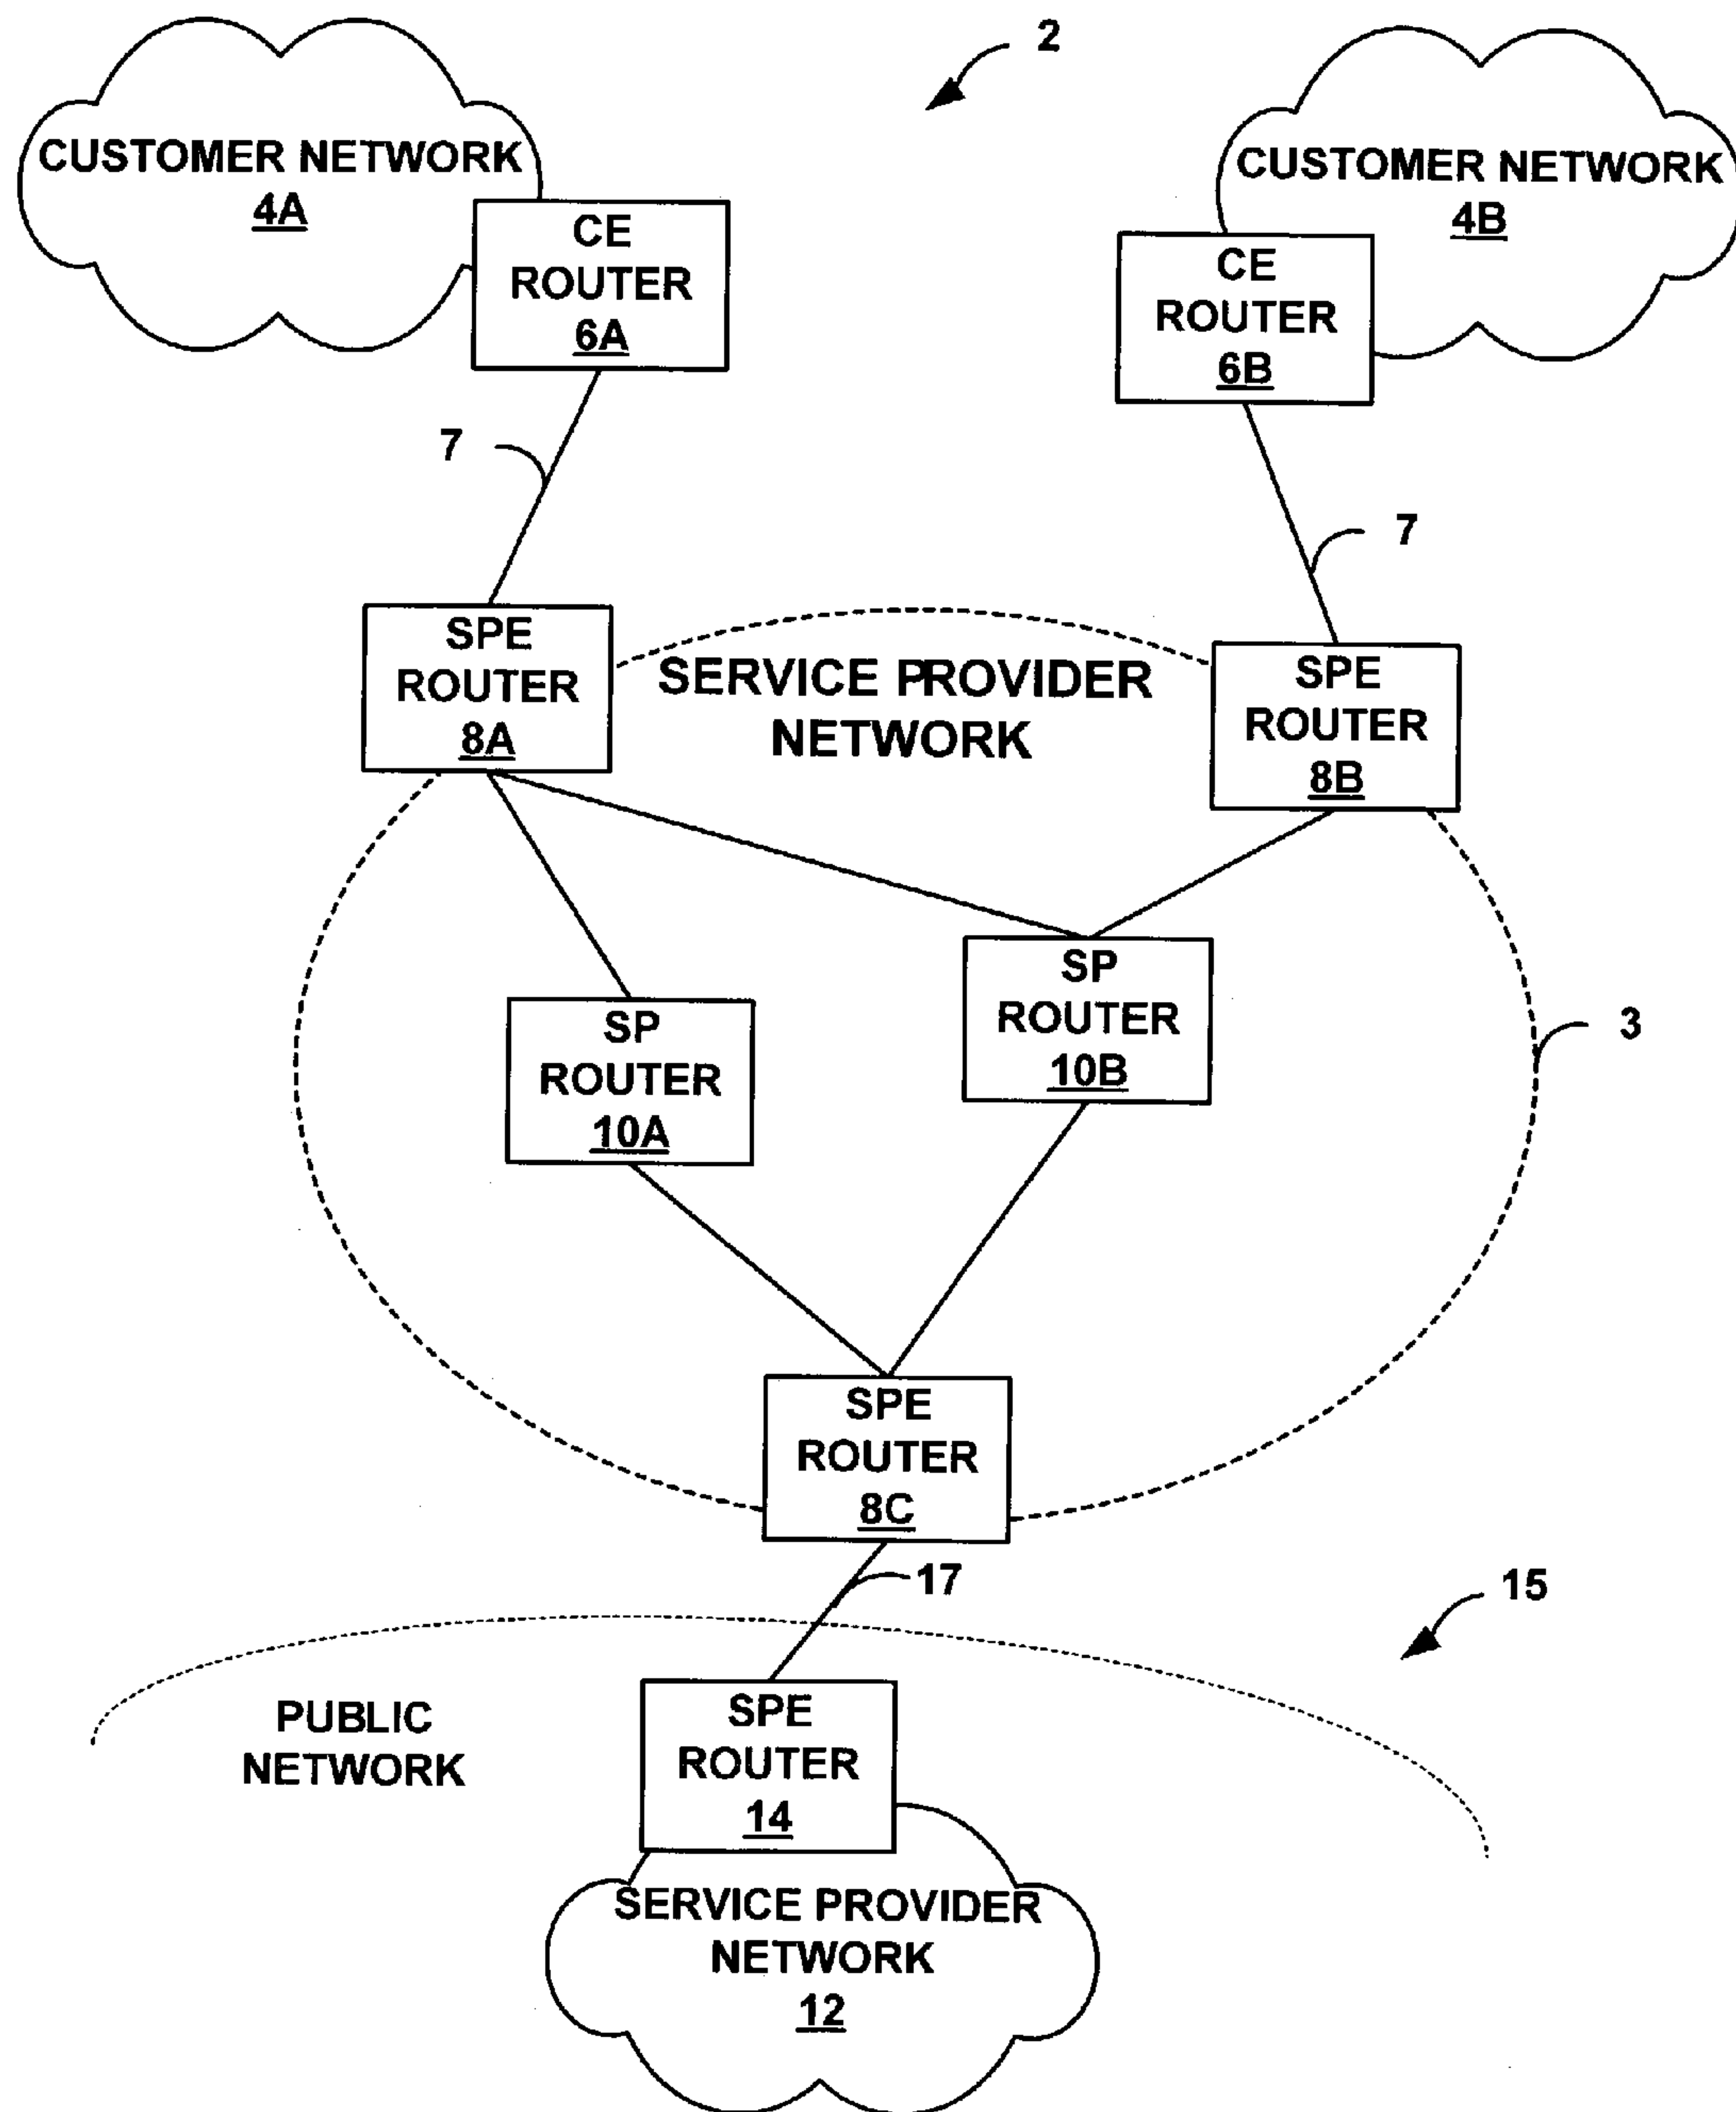 2
CUSTOMER NETWORK
4A
CUSTOMER NETWORK
4B
CE
ROUTER
6A
CE
ROUTER
6B
7
7
SPE
ROUTER
8A
SERVICE PROVIDER
NETWORK
SPE
ROUTER
8B
SP
ROUTER
10A
SP
ROUTER
10B
3
SPE
ROUTER
8C
17
15
PUBLIC
NETWORK
SPE
ROUTER
14
SERVICE PROVIDER
NETWORK
12